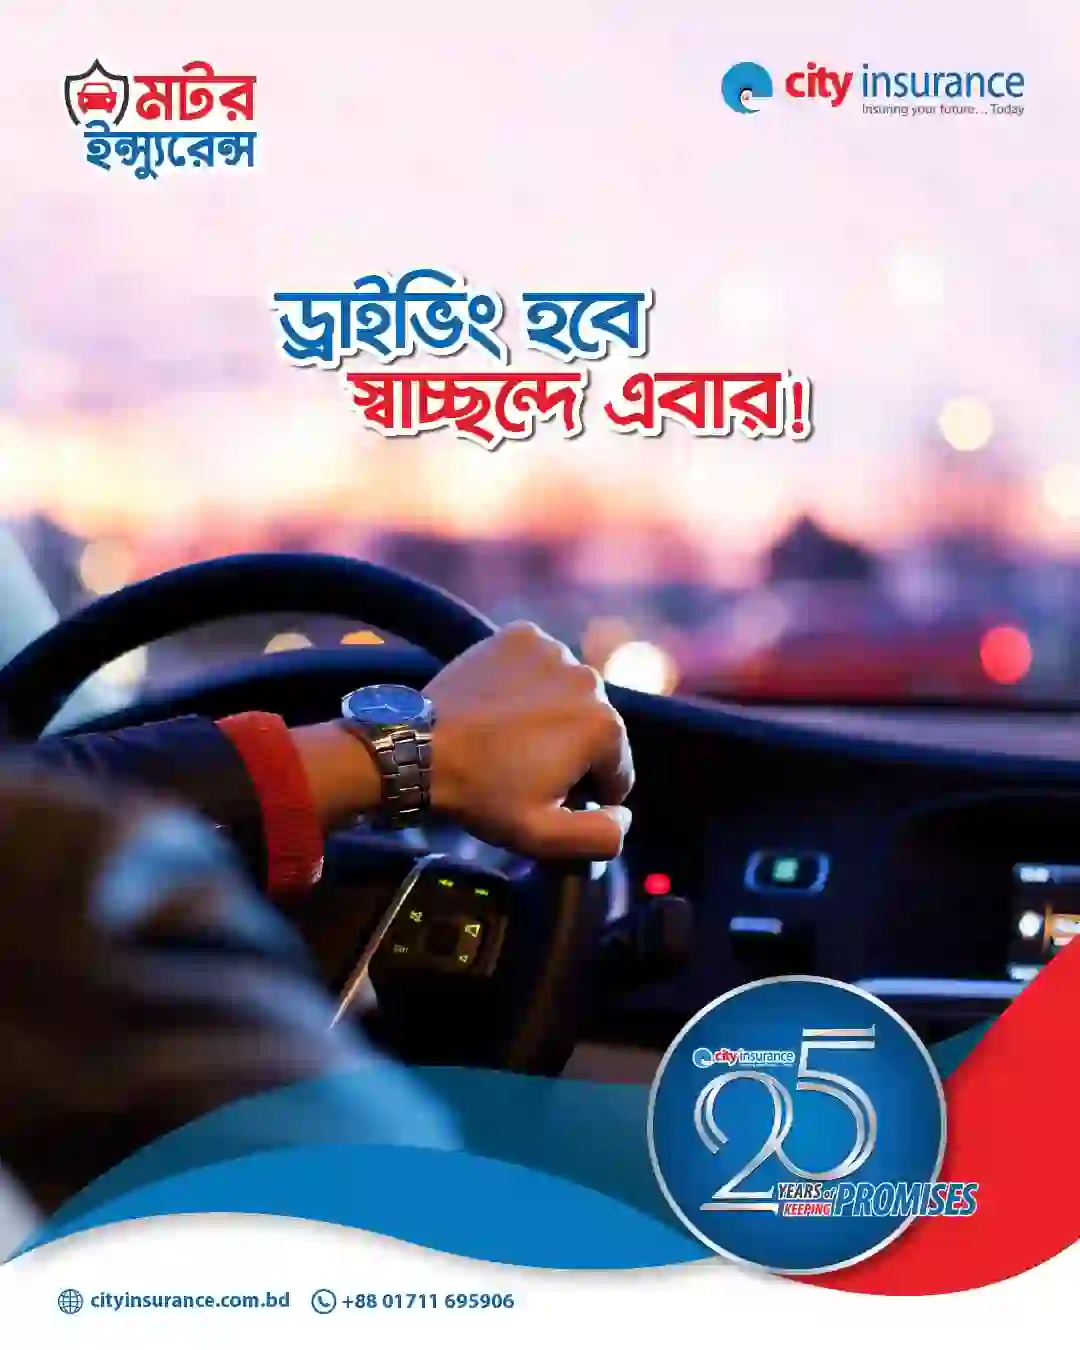 মটর
ইন্স্যুরেন্স
city insurance
Insuring your future... Today
ড্রাইভিং হবে
স্বাচ্ছন্দে এবার!
city insurance
25
YEARS of
KEEPING PROMISES
cityinsurance.com.bd +88 01711 695906